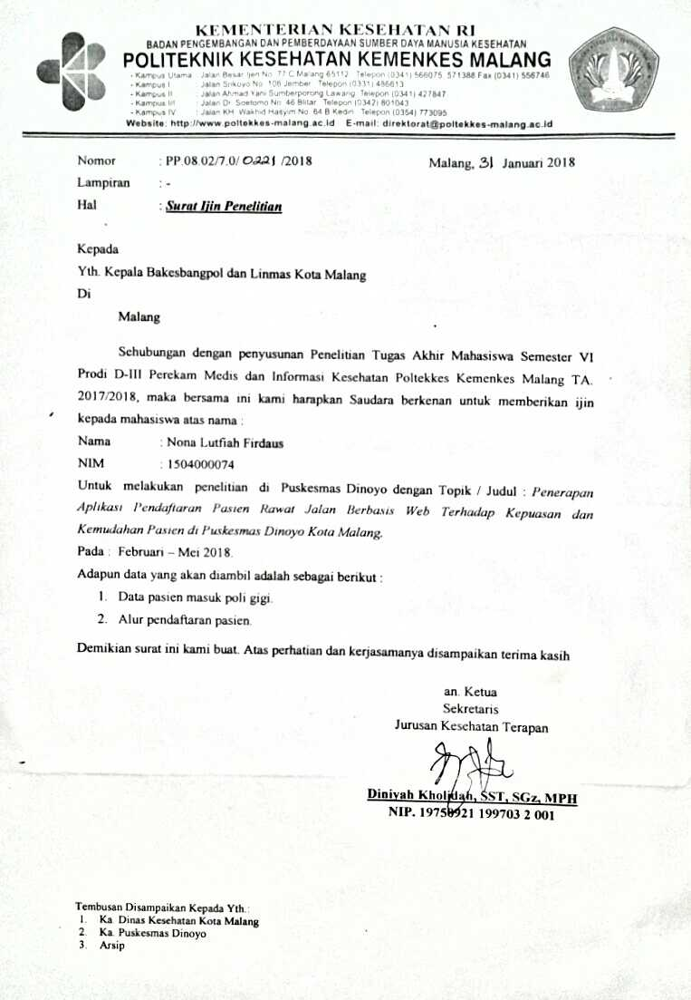 KEMENTERIAN KESEHATAN RI
BADAN PENGEMBANGAN DAN PEMBERDAYAAN SUMBER DAYA MANUSIA KESEHATAN
POLITEKNIK KESEHATAN KEMENKES MALANG
- Kampus Utama : Jalan Besar Ijen No. 77 C Malang 65112 Telepon (0341) 566075 571388 Fax (0341) 556746
- Kampus I : Jalan Srikoyo No. 106 Jember Telepon (0331) 486613
- Kampus II : Jalan Ahmad Yani Sumberporong Lawang Telepon (0341) 427847
- Kampus III : Jalan Dr. Soetomo No. 46 Blitar Telepon (0342) 801043
- Kampus IV : Jalan KH. Wakhid Hasyim No. 64 B Kediri Telepon (0354) 773095
Website: http://www.poltekkes-malang.ac.id E-mail: direktorat@poltekkes-malang.ac.id
Nomor : PP.08.02/7.0/ 0221 /2018 Malang, 31 Januari 2018
Lampiran : -
Hal : Surat Ijin Penelitian
Kepada
Yth. Kepala Bakesbangpol dan Linmas Kota Malang
Di
Malang
Sehubungan dengan penyusunan Penelitian Tugas Akhir Mahasiswa Semester VI
Prodi D-III Perekam Medis dan Informasi Kesehatan Poltekkes Kemenkes Malang TA.
2017/2018, maka bersama ini kami harapkan Saudara berkenan untuk memberikan ijin
kepada mahasiswa atas nama :
Nama : Nona Lutfiah Firdaus
NIM : 1504000074
Untuk melakukan penelitian di Puskesmas Dinoyo dengan Topik / Judul : Penerapan
Aplikasi Pendaftaran Pasien Rawat Jalan Berbasis Web Terhadap Kepuasan dan
Kemudahan Pasien di Puskesmas Dinoyo Kota Malang.
Pada : Februari – Mei 2018.
Adapun data yang akan diambil adalah sebagai berikut :
1. Data pasien masuk poli gigi.
2. Alur pendaftaran pasien.
Demikian surat ini kami buat. Atas perhatian dan kerjasamanya disampaikan terima kasih
an. Ketua
Sekretaris
Jurusan Kesehatan Terapan
Diniyah Kholidah, SST, SGz, MPH
NIP. 19750921 199703 2 001
Tembusan Disampaikan Kepada Yth.:
1. Ka Dinas Kesehatan Kota Malang
2. Ka. Puskesmas Dinoyo
3. Arsip